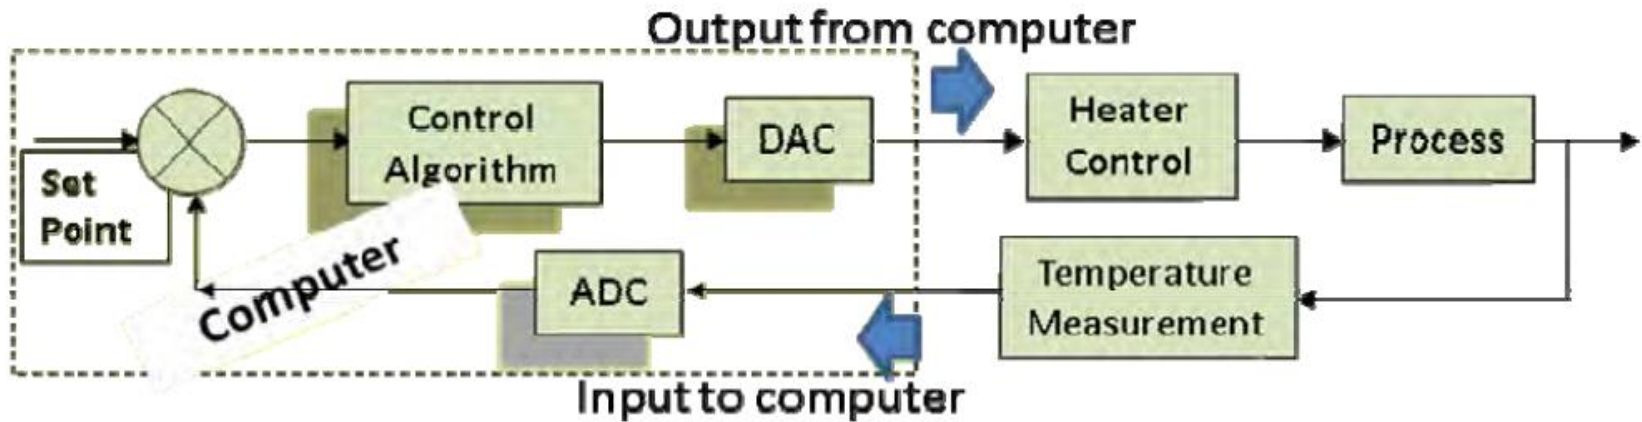 Output from computer
Control
Algorithm
DAC
Heater
Control
Process
Set
Point
Computer
ADC
Temperature
Measurement
Input to computer